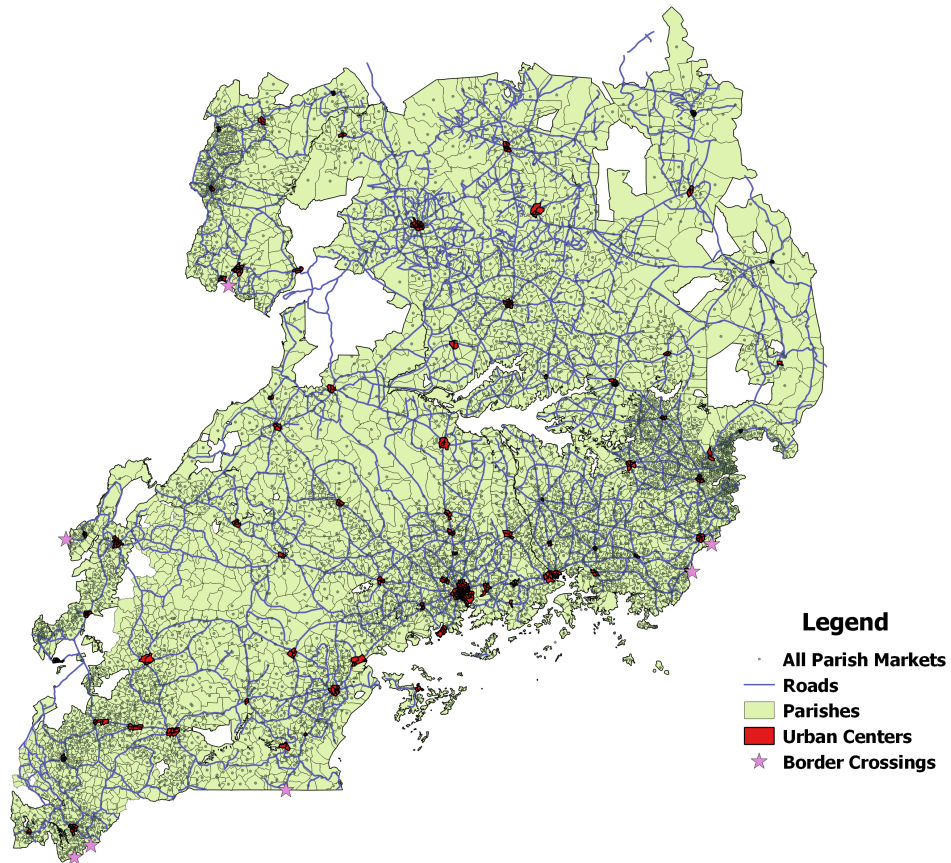 Legend
All Parish Markets
Roads
Parishes
Urban Centers
Border Crossings